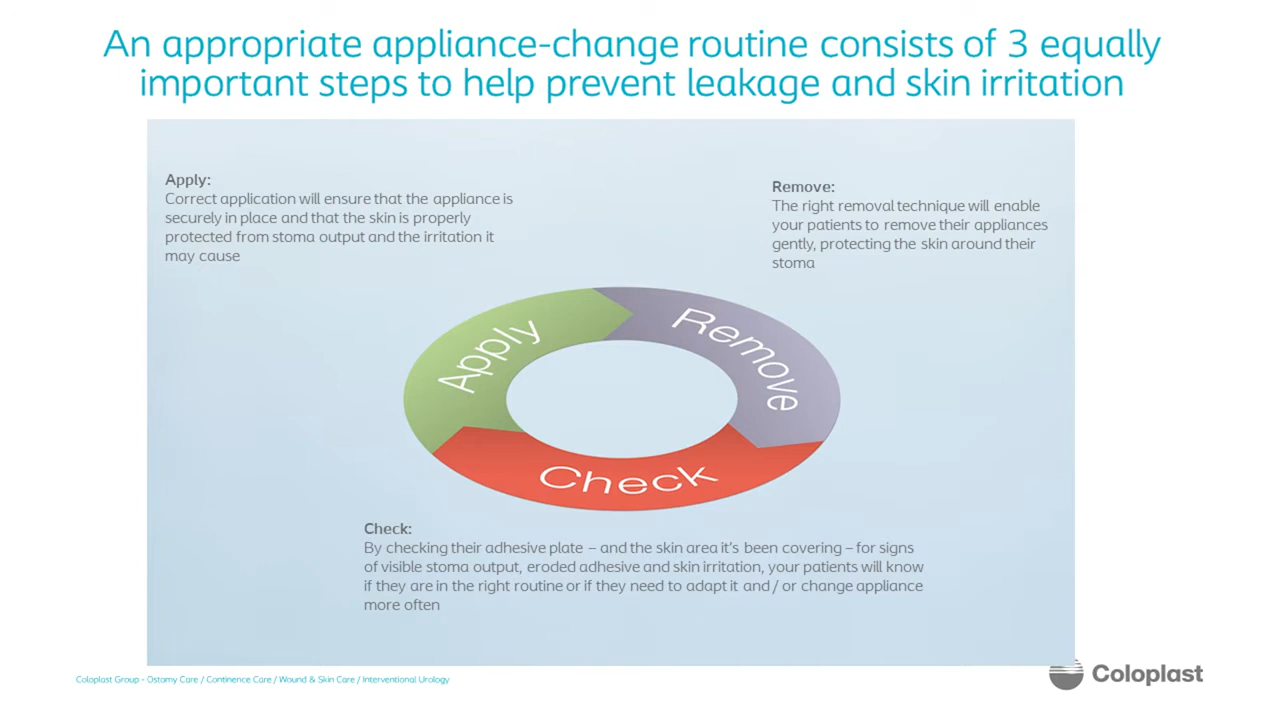 An appropriate appliance-change routine consists of 3 equally
important steps to help prevent leakage and skin irritation
Apply:
Correct application will ensure that the appliance is
securely in place and that the skin is properly
protected from stoma output and the irritation it
may cause
Remove:
The right removal technique will enable
your patients to remove their appliances
gently, protecting the skin around their
stoma
Apply
Remove
Check
Check:
By checking their adhesive plate – and the skin area it's been covering – for signs
of visible stoma output, eroded adhesive and skin irritation, your patients will know
if they are in the right routine or if they need to adapt it and / or change appliance
more often
Coloplast Group - Ostomy Care / Continence Care / Wound & Skin Care / Interventional Urology
Coloplast